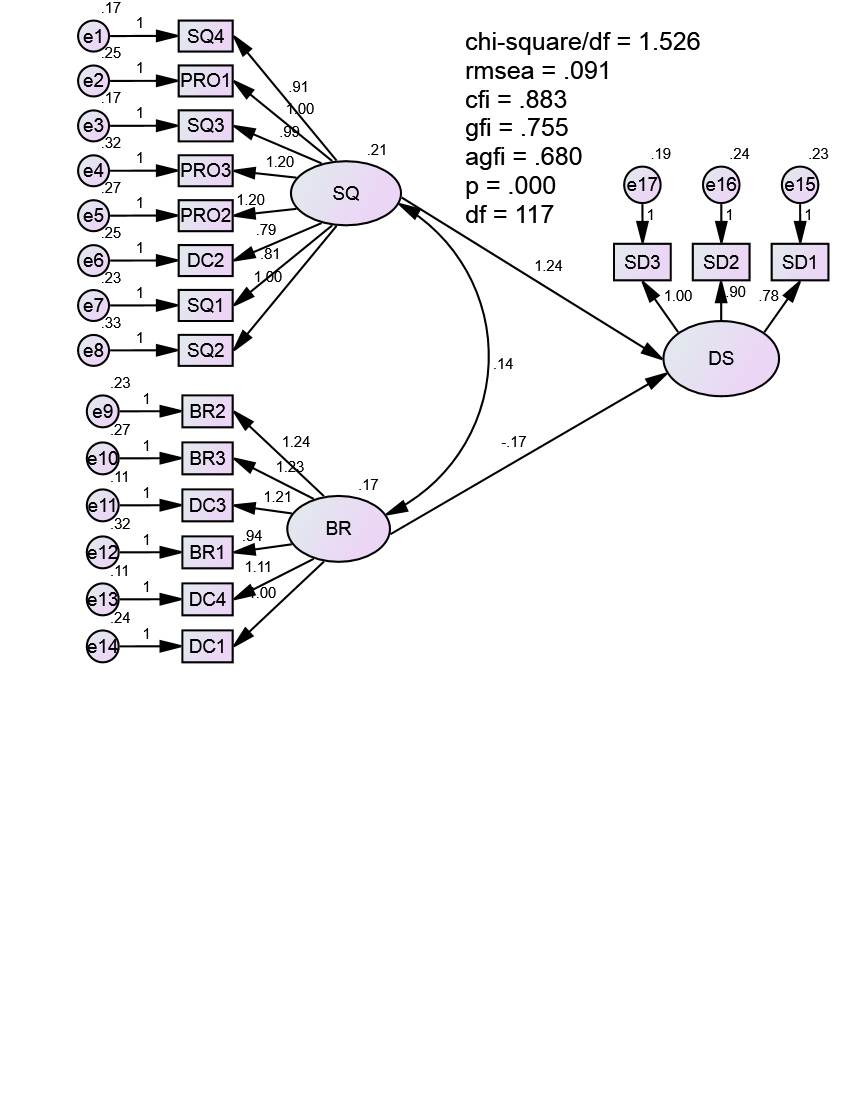 .17
e1 1 SQ4
.25
e2 1 PRO1
.17
e3 1 SQ3
.32
e4 1 PRO3
.27
e5 1 PRO2
.25
e6 1 DC2
.23
e7 1 SQ1
.33
e8 1 SQ2
.91
1.00
.99
1.20
1.20
.79
.81
1.00
.21
SQ
chi-square/df = 1.526
rmsea = .091
cfi = .883
gfi = .755
agfi = .680
p = .000
df = 117
.19 .24 .23
e17 e16 e15
1 1 1
SD3 SD2 SD1
1.00 .90 .78
DS
1.24
.14
-.17
.23
e9 1 BR2
.27
e10 1 BR3
.11
e11 1 DC3
.32
e12 1 BR1
.11
e13 1 DC4
.24
e14 1 DC1
1.24
1.23
1.21
.94
1.11
1.00
.17
BR